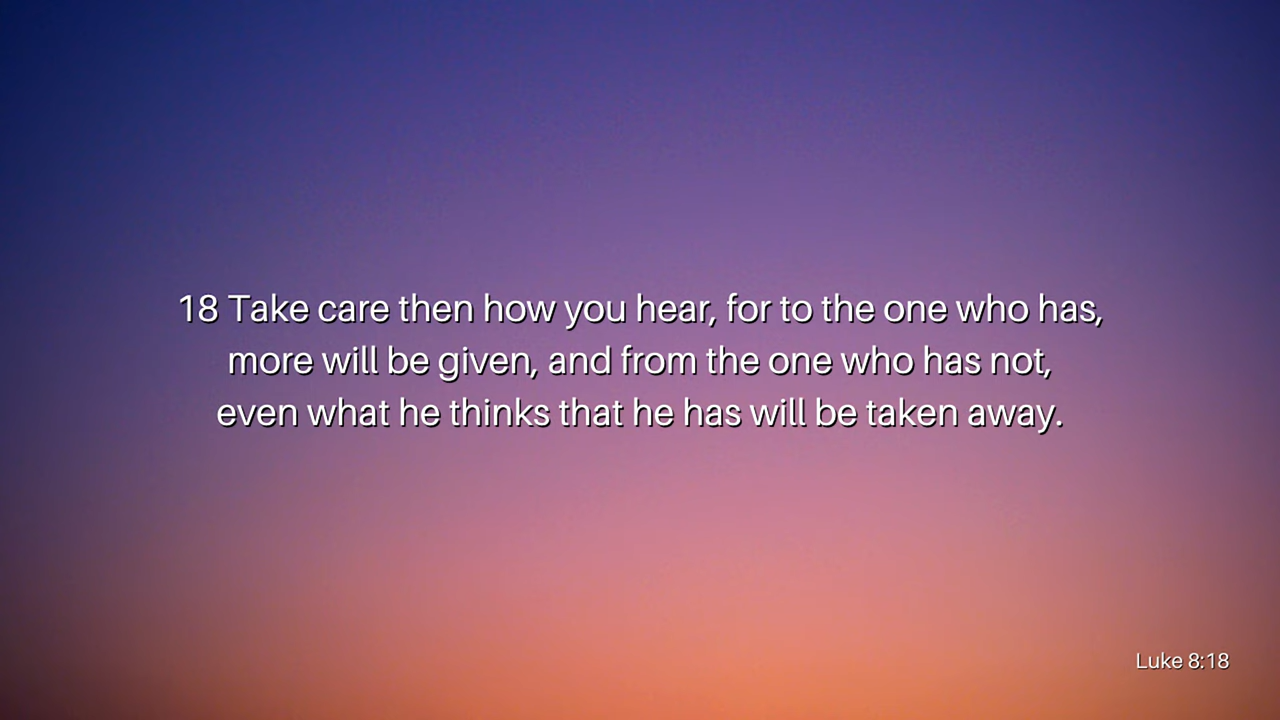 18 Take care then how you hear, for to the one who has,
more will be given, and from the one who has not,
even what he thinks that he has will be taken away.
Luke 8:18